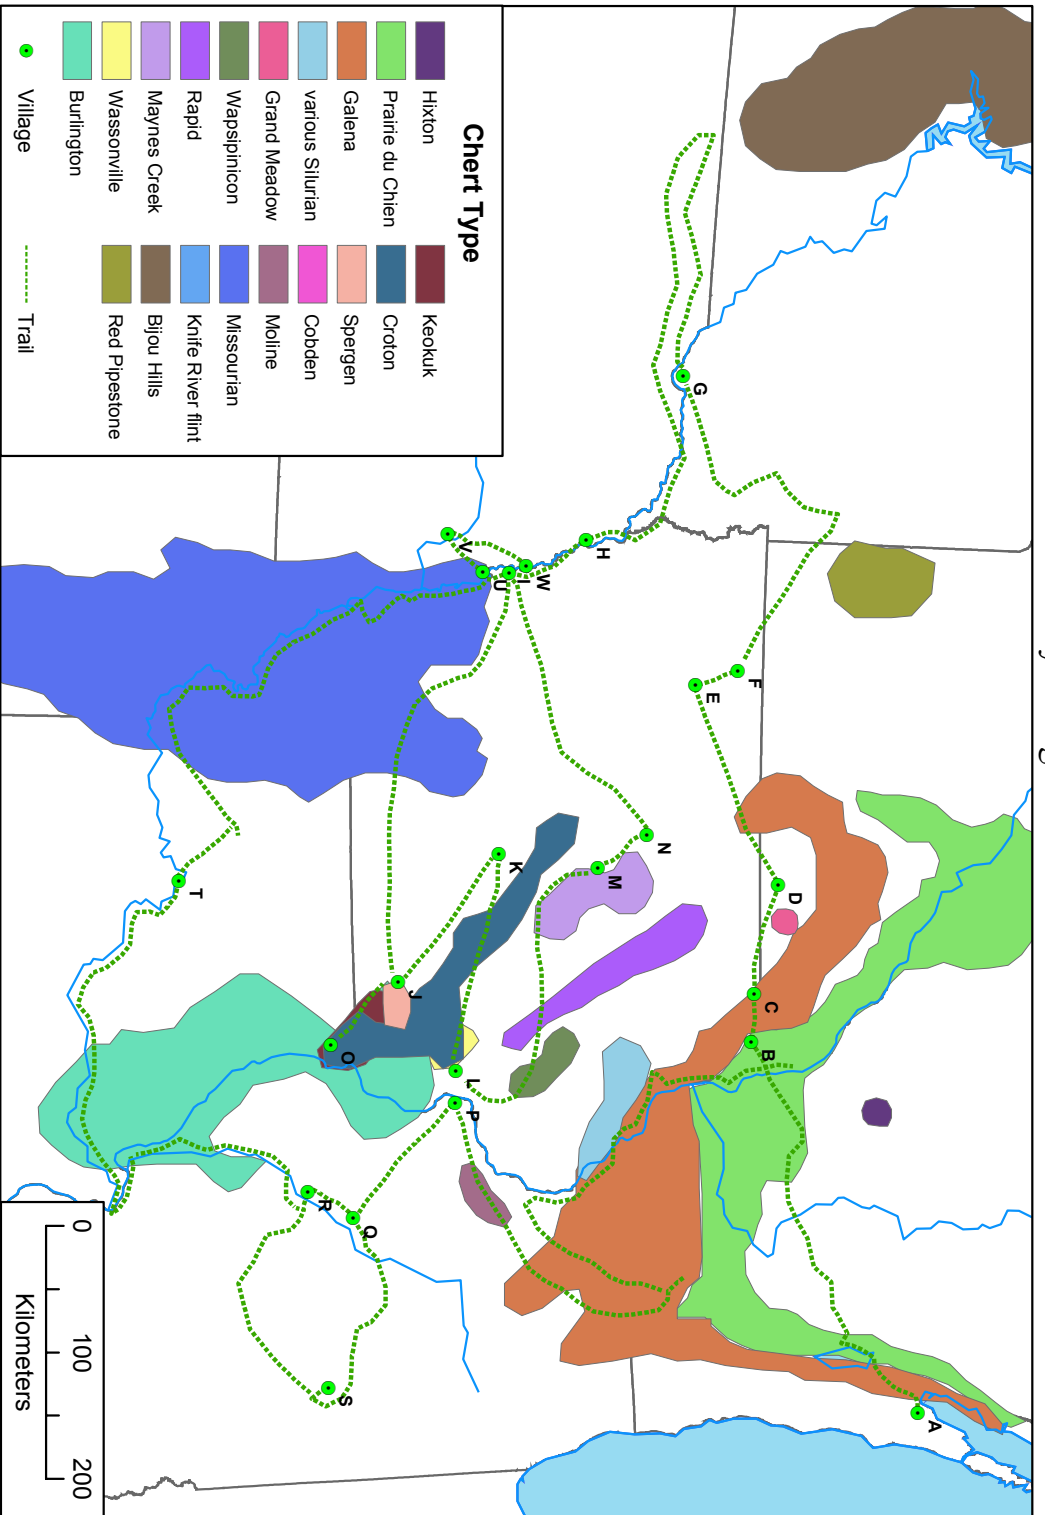 Chert Type
Hixton
Prairie du Chien
Galena
various Silurian
Grand Meadow
Wapsipinicon
Rapid
Maynes Creek
Wassonville
Burlington
Village
Keokuk
Croton
Spergen
Cobden
Moline
Missourian
Knife River flint
Bijou Hills
Red Pipestone
Trail
A
B
C
D
E
F
G
H
W
I
U
V
N
M
K
J
O
L
P
Q
R
S
T
0 100 200
Kilometers